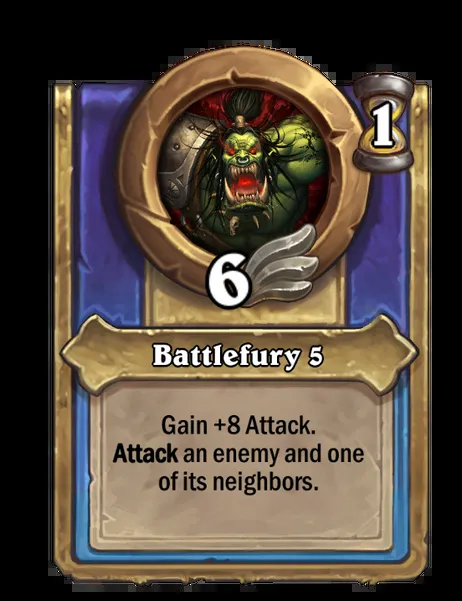 1
6
Battlefury 5
Gain +8 Attack.
Attack an enemy and one
of its neighbors.